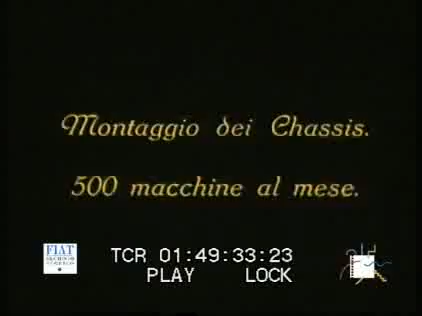 Montaggio dei Chassis.
500 macchine al mese.
FIAT
TCR 01:49:33:23
PLAY LOCK